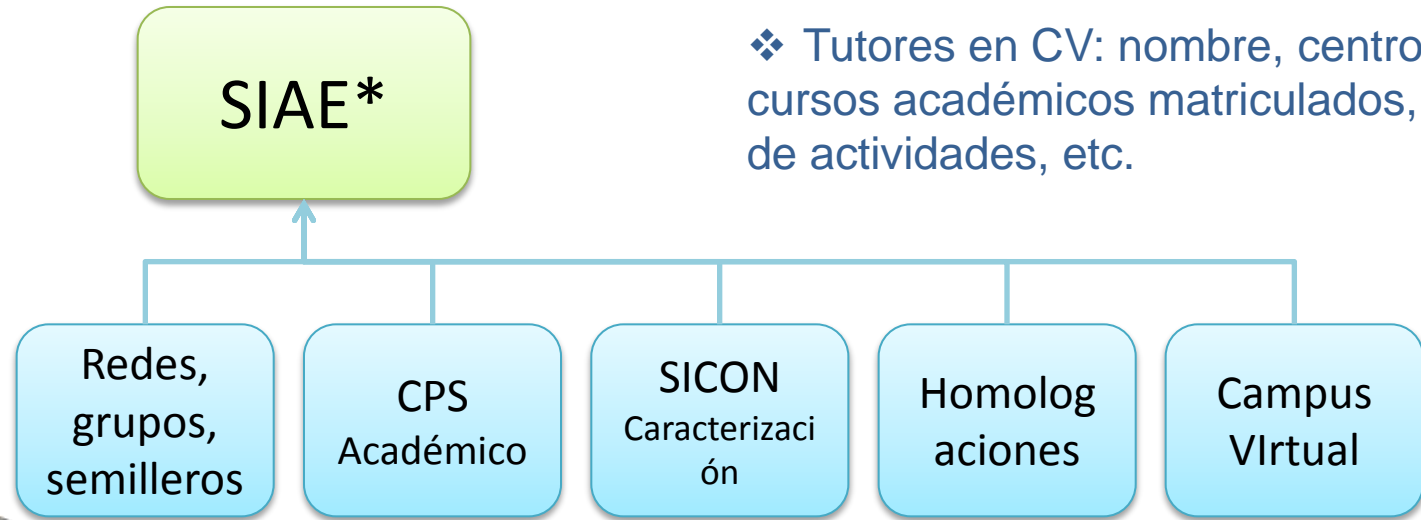 SIAE*
❖ Tutores en CV: nombre, centro
cursos académicos matriculados,
de actividades, etc.
Redes,
grupos,
semilleros
CPS
Académico
SICON
Caracterizaci
ón
Homolog
aciones
Campus
VIrtual